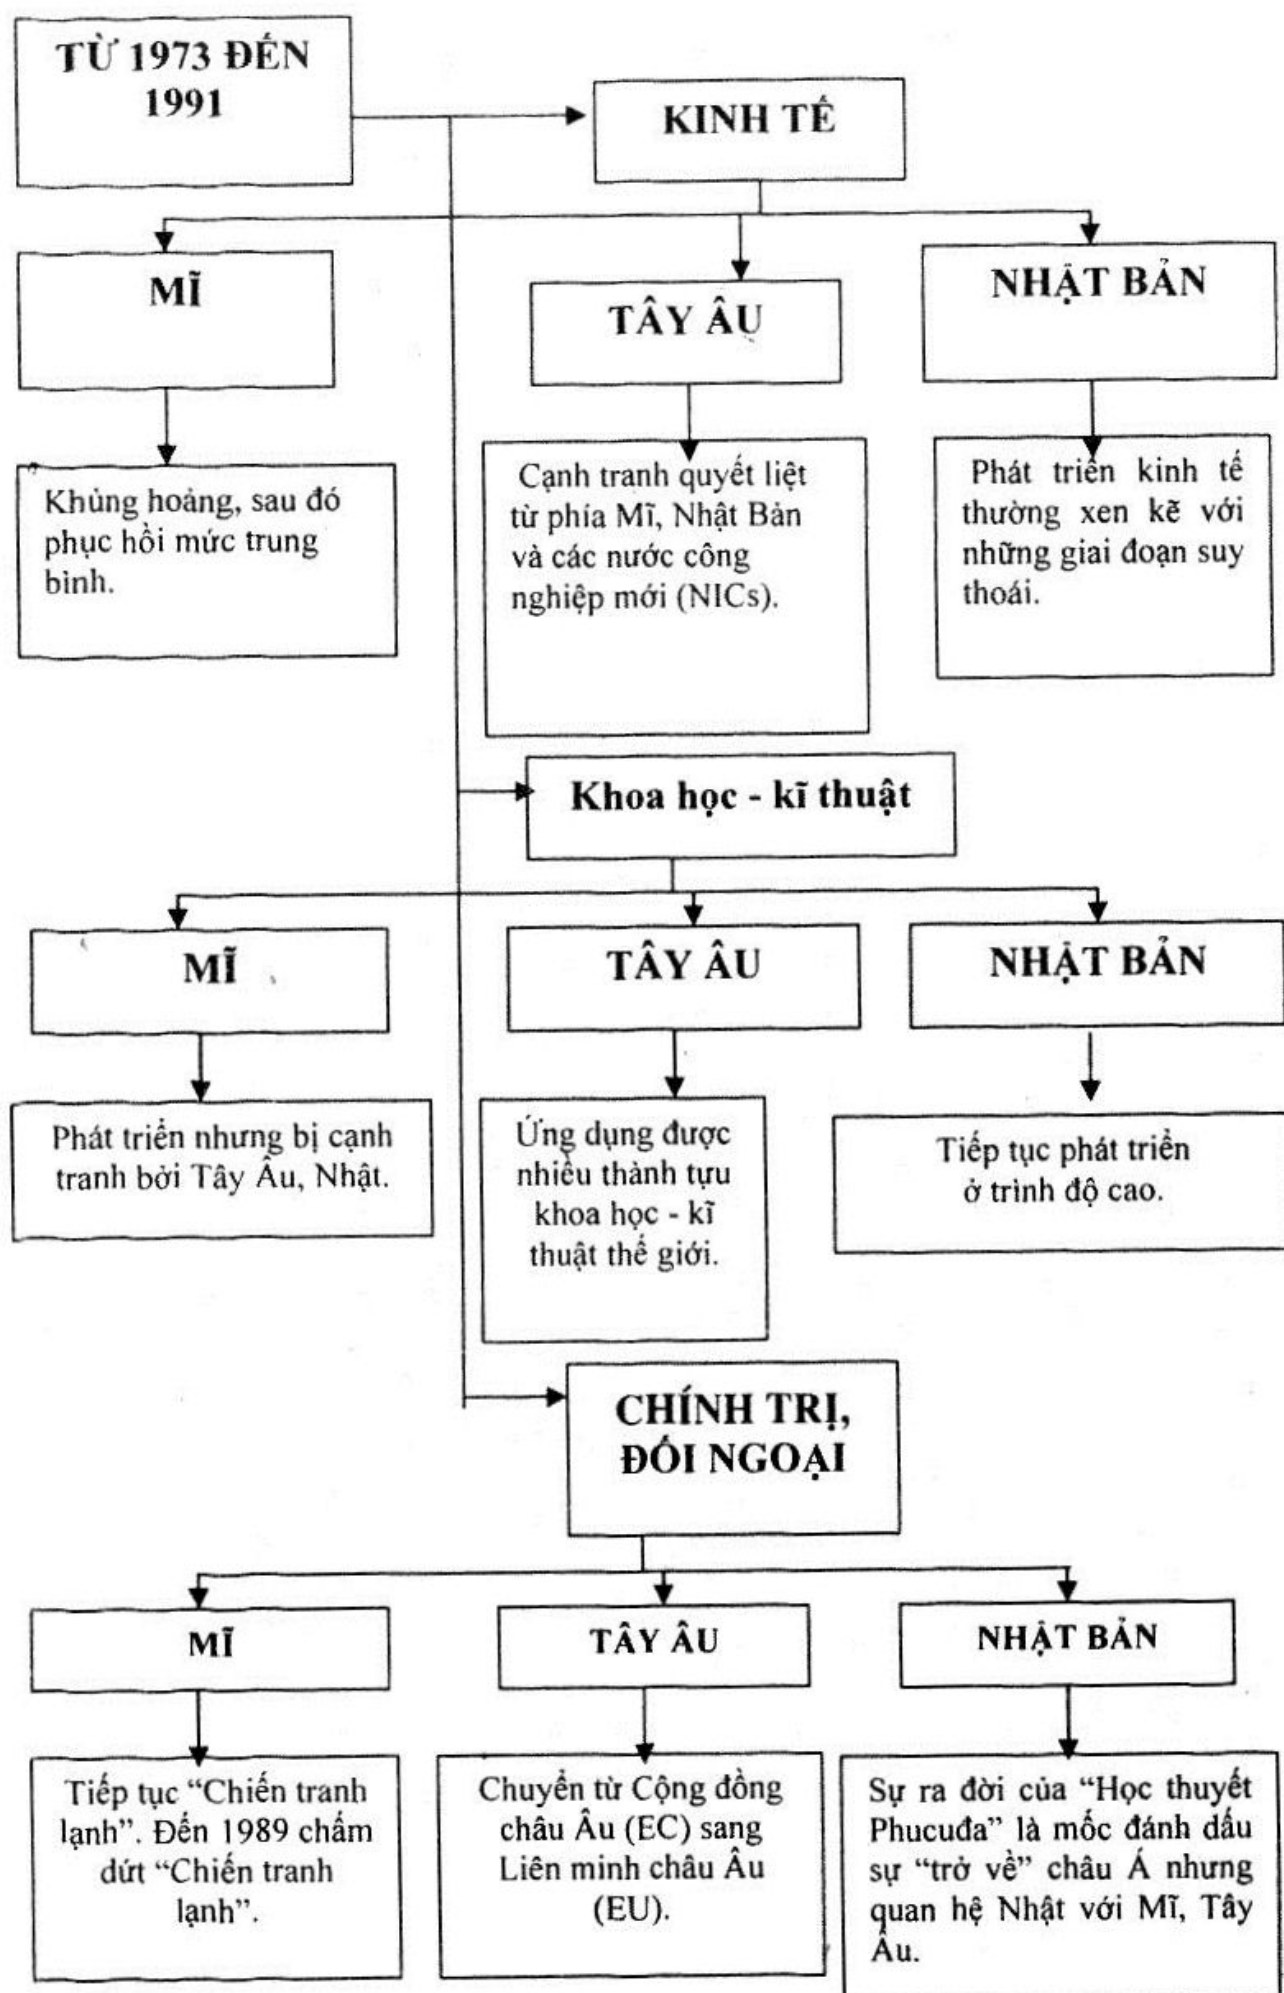 TỪ 1973 ĐẾN
1991
KINH TẾ
MĨ
TÂY ÂU
NHẬT BẢN
Khủng hoảng, sau đó
phục hồi mức trung
bình.
Cạnh tranh quyết liệt
từ phía Mĩ, Nhật Bản
và các nước công
nghiệp mới (NICs).
Phát triển kinh tế
thường xen kẽ với
những giai đoạn suy
thoái.
Khoa học - kĩ thuật
MĨ
TÂY ÂU
NHẬT BẢN
Phát triển nhưng bị cạnh
tranh bởi Tây Âu, Nhật.
Ứng dụng được
nhiều thành tựu
khoa học - kĩ
thuật thế giới.
Tiếp tục phát triển
ở trình độ cao.
CHÍNH TRỊ,
ĐỐI NGOẠI
MĨ
TÂY ÂU
NHẬT BẢN
Tiếp tục “Chiến tranh
lạnh”. Đến 1989 chấm
dứt “Chiến tranh
lạnh”.
Chuyển từ Cộng đồng
châu Âu (EC) sang
Liên minh châu Âu
(EU).
Sự ra đời của “Học thuyết
Phucuđa” là mốc đánh dấu
sự “trở về” châu Á nhưng
quan hệ Nhật với Mĩ, Tây
Âu.